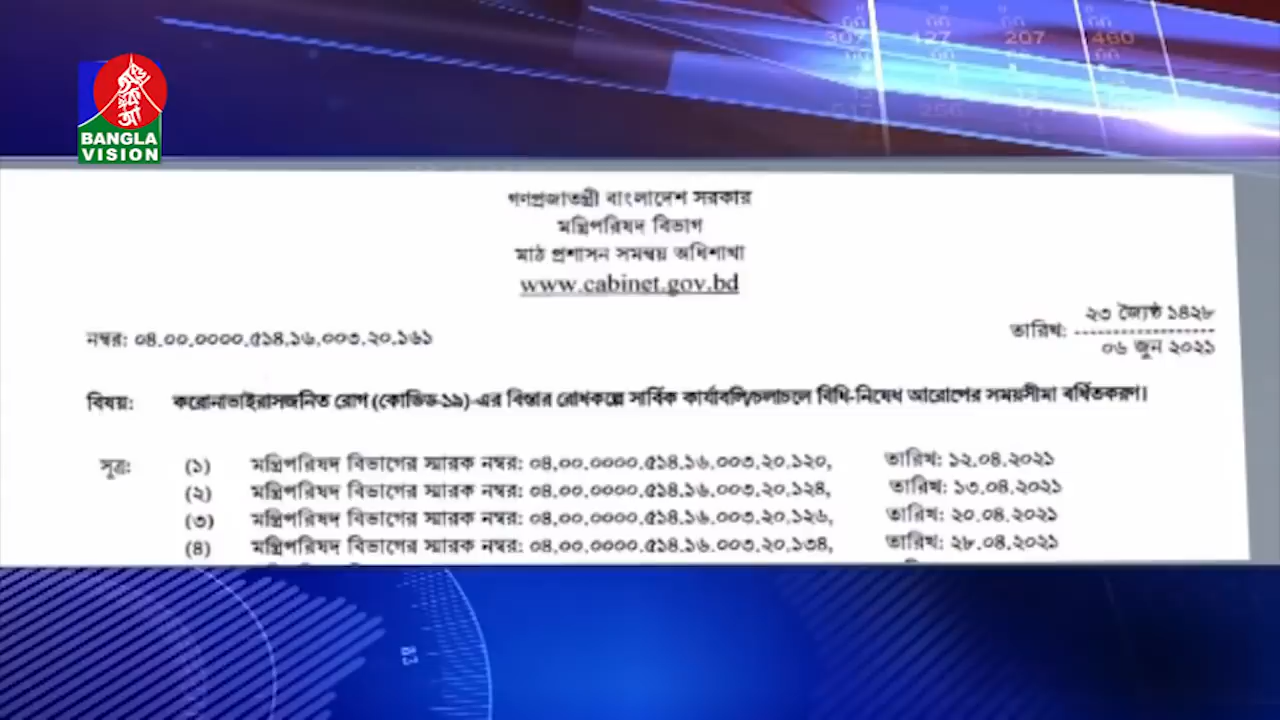 307 127 207 460
517 256
BANGLA
VISION
গণপ্রজাতন্ত্রী বাংলাদেশ সরকার
মন্ত্রিপরিষদ বিভাগ
মাঠ প্রশাসন সমন্বয় অধিশাখা
www.cabinet.gov.bd
২৩ জ্যৈষ্ঠ ১৪২৮
নম্বর: ০৪.০০.০০০০.৫১৪.১৬.০০৩.২০.১৬১ তারিখ:
০৬ জুন ২০২১
বিষয়: করোনাভাইরাসজনিত রোগ (কোভিড-১৯)-এর বিস্তার রোধকল্পে সার্বিক কার্যাবলি/চলাচলে বিধি-নিষেধ আরোপের সময়সীমা বর্ধিতকরণ।
সূত্র: (১) মন্ত্রিপরিষদ বিভাগের স্মারক নম্বর: ০৪.০০.০০০০.৫১৪.১৬.০০৩.২০.১২০, তারিখ: ১২.০৪.২০২১
(২) মন্ত্রিপরিষদ বিভাগের স্মারক নম্বর: ০৪.০০.০০০০.৫১৪.১৬.০০৩.২০.১২৪, তারিখ: ১৩.০৪.২০২১
(৩) মন্ত্রিপরিষদ বিভাগের স্মারক নম্বর: ০৪.০০.০০০০.৫১৪.১৬.০০৩.২০.১২৬, তারিখ: ২০.০৪.২০২১
(৪) মন্ত্রিপরিষদ বিভাগের স্মারক নম্বর: ০৪.০০.০০০০.৫১৪.১৬.০০৩.২০.১৩৪, তারিখ: ২৮.০৪.২০২১